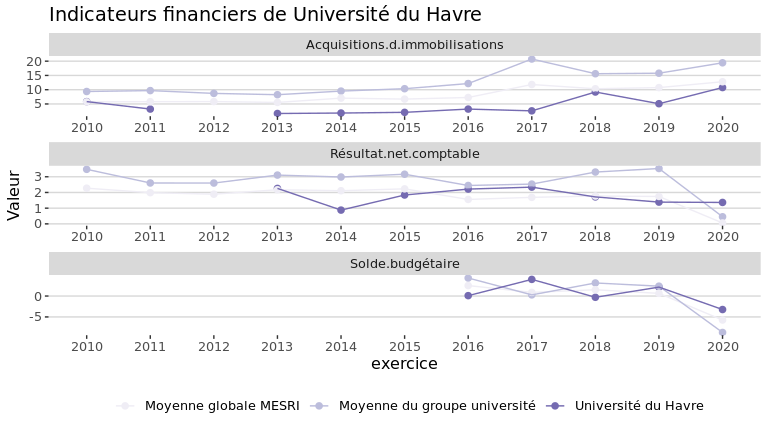 Indicateurs financiers de Université du Havre
Acquisitions.d.immobilisations
20
15
10
5
2010 2011 2012 2013 2014 2015 2016 2017 2018 2019 2020
Résultat.net.comptable
3
2
1
0
2010 2011 2012 2013 2014 2015 2016 2017 2018 2019 2020
Valeur
Solde.budgétaire
0
-5
2010 2011 2012 2013 2014 2015 2016 2017 2018 2019 2020
exercice
Moyenne globale MESRI Moyenne du groupe université Université du Havre